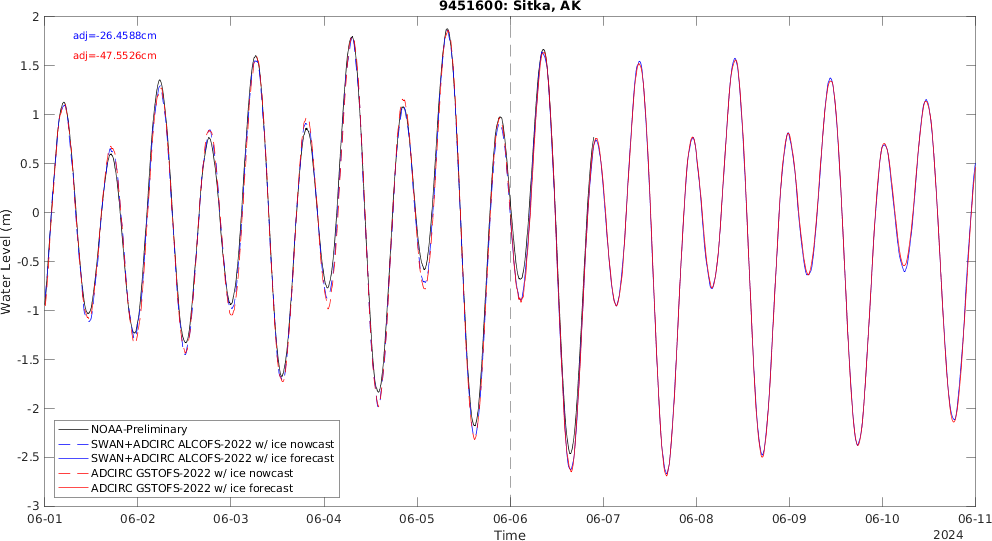 9451600: Sitka, AK
adj=-26.4588cm
adj=-47.5526cm
2
1.5
1
0.5
0
-0.5
-1
-1.5
-2
-2.5
-3
Water Level (m)
NOAA-Preliminary
SWAN+ADCIRC ALCOFS-2022 w/ ice nowcast
SWAN+ADCIRC ALCOFS-2022 w/ ice forecast
ADCIRC GSTOFS-2022 w/ ice nowcast
ADCIRC GSTOFS-2022 w/ ice forecast
06-01 06-02 06-03 06-04 06-05 06-06 06-07 06-08 06-09 06-10 06-11
Time
2024